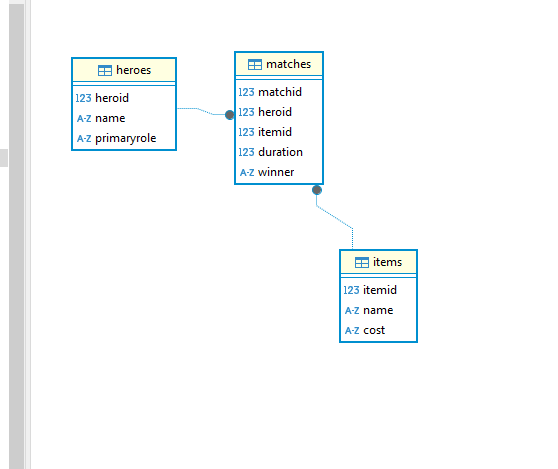 heroes
123 heroid
A-Z name
A-Z primaryrole
matches
123 matchid
123 heroid
123 itemid
123 duration
A-Z winner
items
123 itemid
A-Z name
A-Z cost